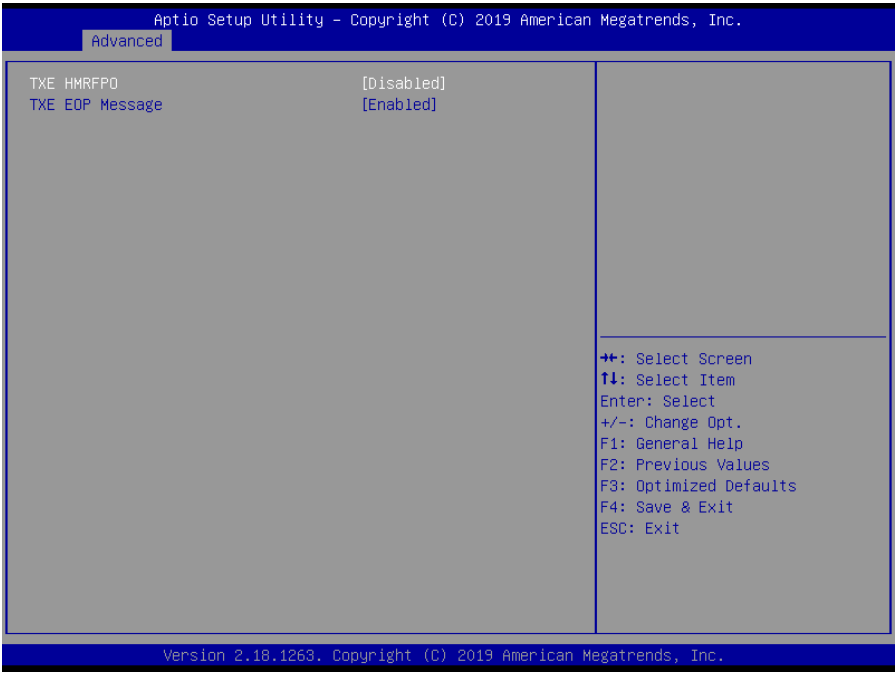 Aptio Setup Utility – Copyright (C) 2019 American Megatrends, Inc.
Advanced
TXE HMRFPO [Disabled]
TXE EOP Message [Enabled]
→←: Select Screen
↑↓: Select Item
Enter: Select
+/-: Change Opt.
F1: General Help
F2: Previous Values
F3: Optimized Defaults
F4: Save & Exit
ESC: Exit
Version 2.18.1263. Copyright (C) 2019 American Megatrends, Inc.